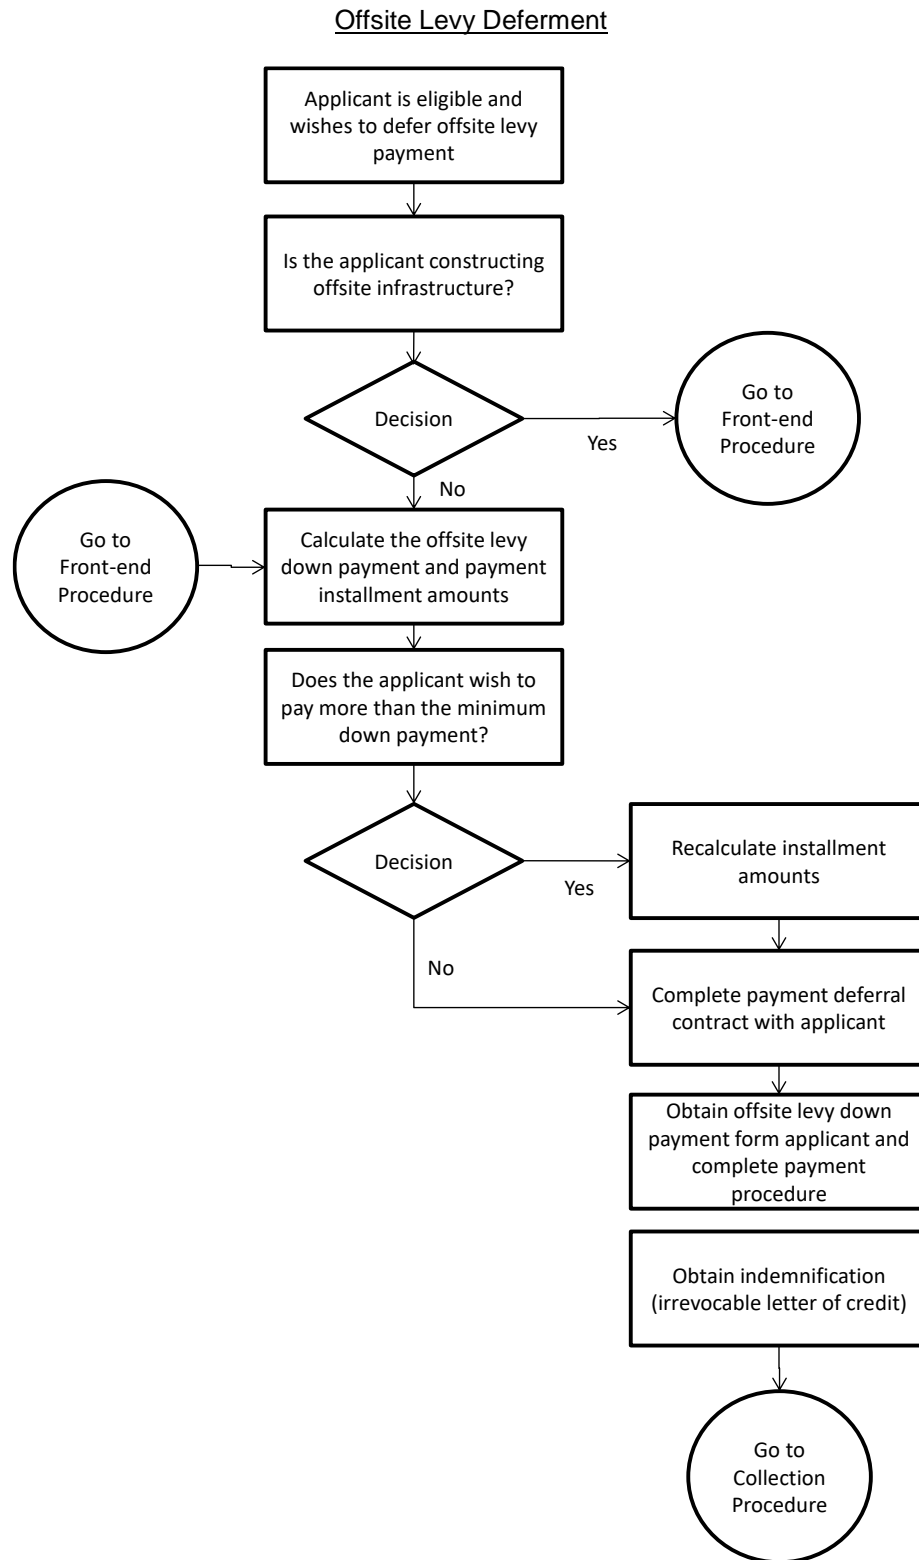 Offsite Levy Deferment
Applicant is eligible and
wishes to defer offsite levy
payment
Is the applicant constructing
offsite infrastructure?
Decision
Yes
Go to
Front-end
Procedure
No
Go to
Front-end
Procedure
Calculate the offsite levy
down payment and payment
installment amounts
Does the applicant wish to
pay more than the minimum
down payment?
Decision
Yes
Recalculate installment
amounts
No
Complete payment deferral
contract with applicant
Obtain offsite levy down
payment form applicant and
complete payment
procedure
Obtain indemnification
(irrevocable letter of credit)
Go to
Collection
Procedure